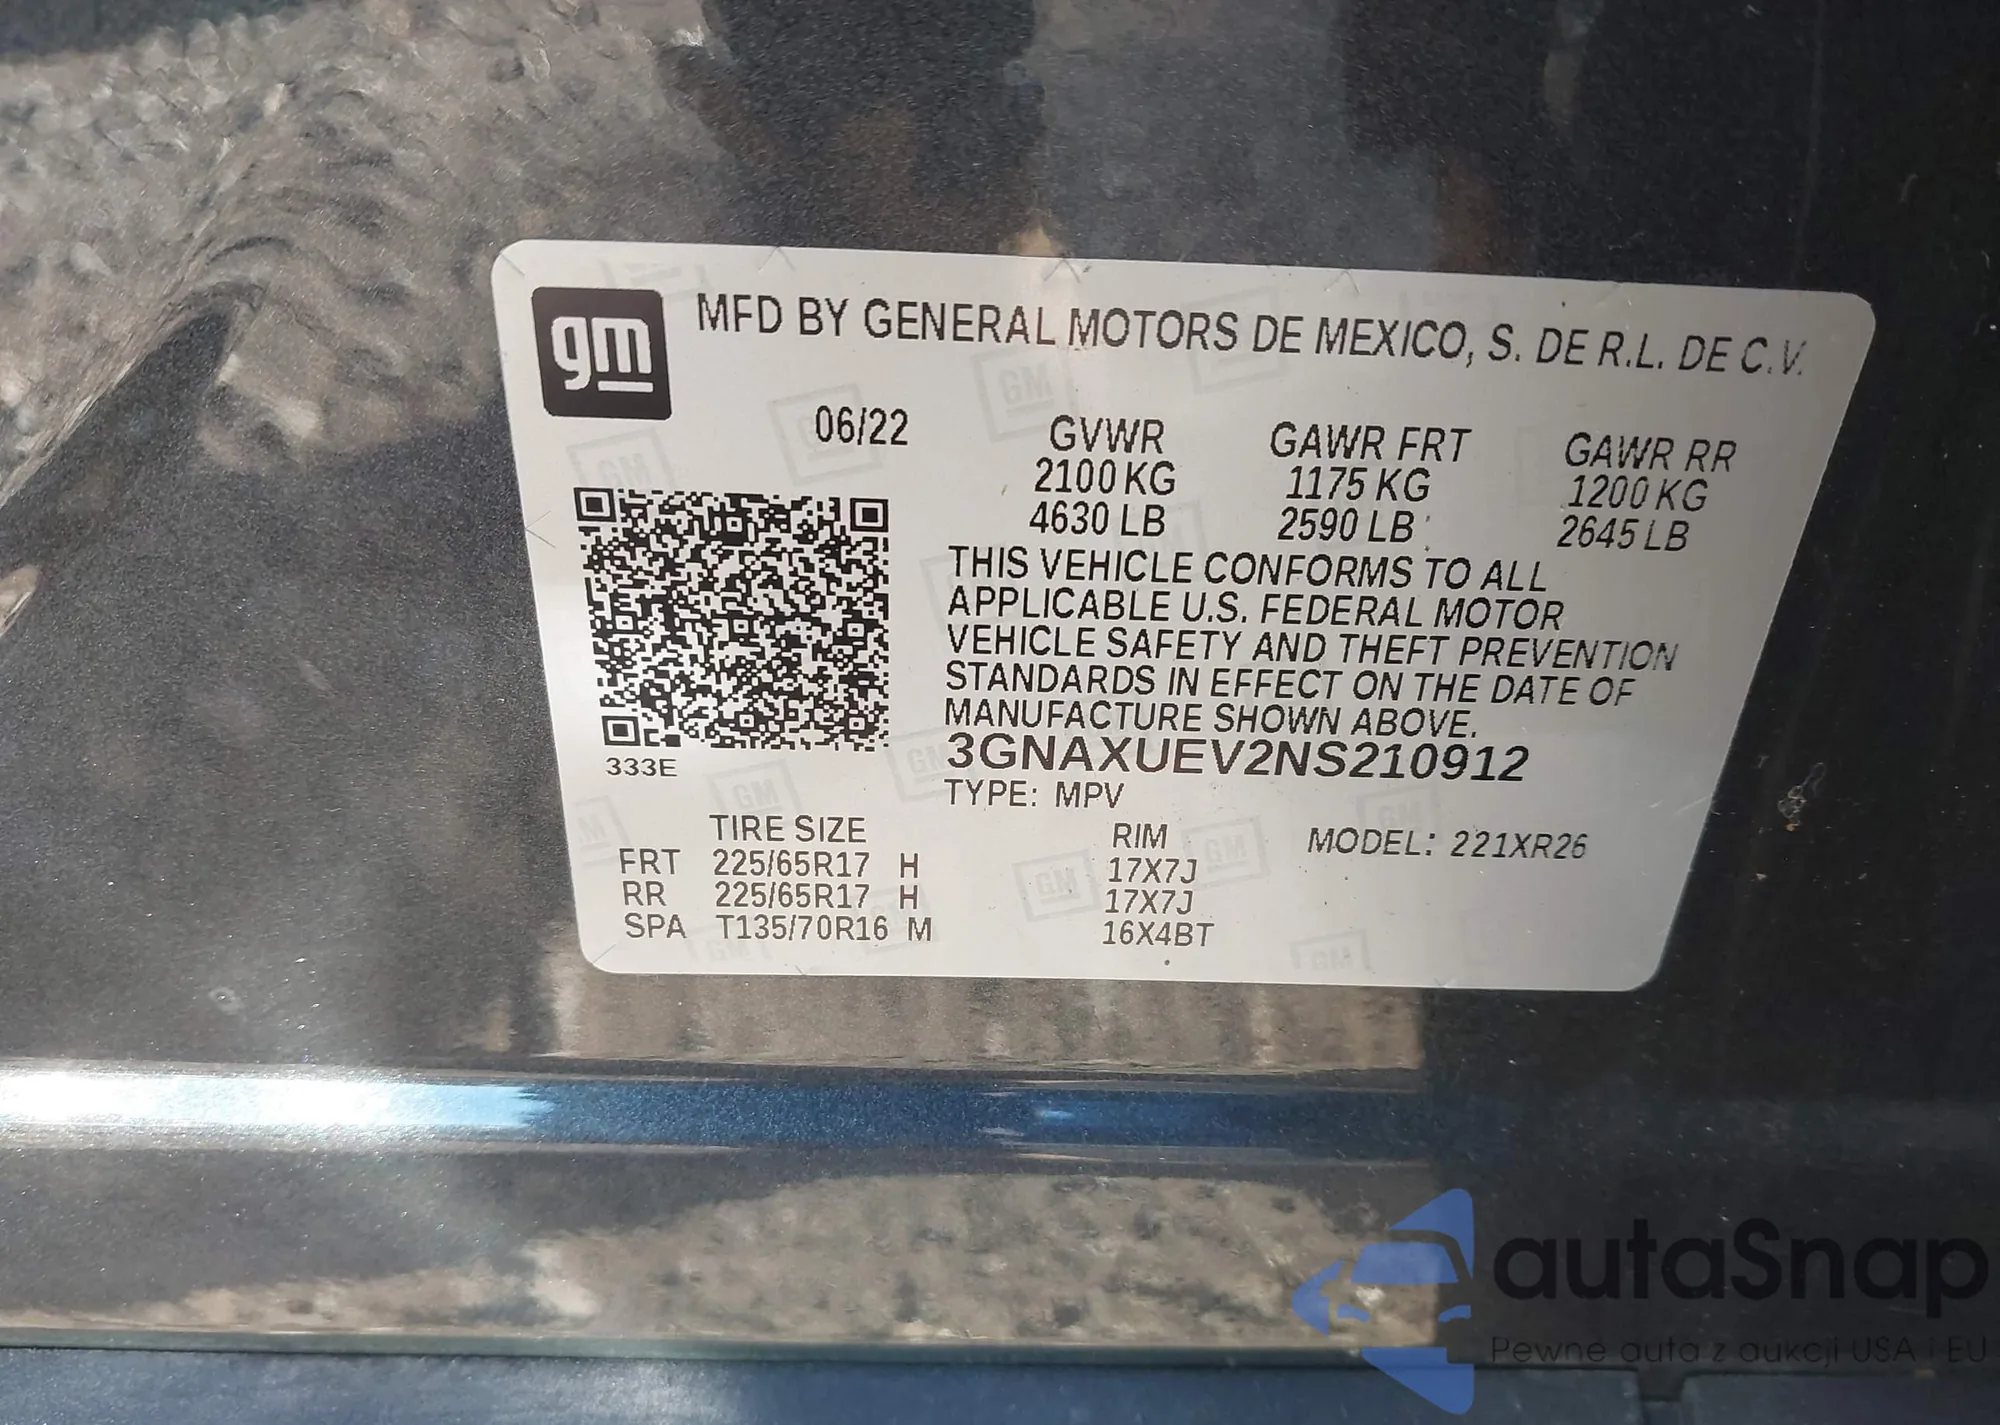 gm
MFD BY GENERAL MOTORS DE MEXICO, S. DE R.L. DE C.V.
06/22 GVWR GAWR FRT GAWR RR
2100 KG 1175 KG 1200 KG
4630 LB 2590 LB 2645 LB
THIS VEHICLE CONFORMS TO ALL
APPLICABLE U.S. FEDERAL MOTOR
VEHICLE SAFETY AND THEFT PREVENTION
STANDARDS IN EFFECT ON THE DATE OF
MANUFACTURE SHOWN ABOVE.
3GNAXUEV2NS210912
333E
TYPE: MPV
TIRE SIZE RIM MODEL: 221XR26
FRT 225/65R17 H 17X7J
RR 225/65R17 H 17X7J
SPA T135/70R16 M 16X4BT
autaSnap
Pewne auta z aukcji USA i EU